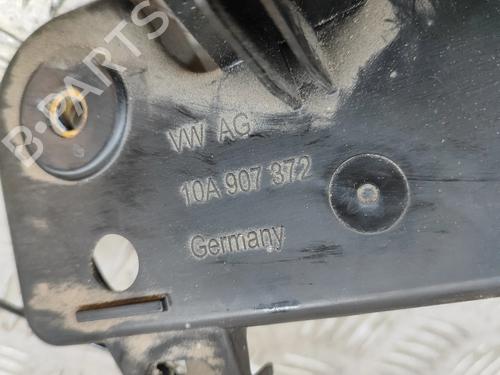 B-PARTS
VW AG
10A 907 372
Germany